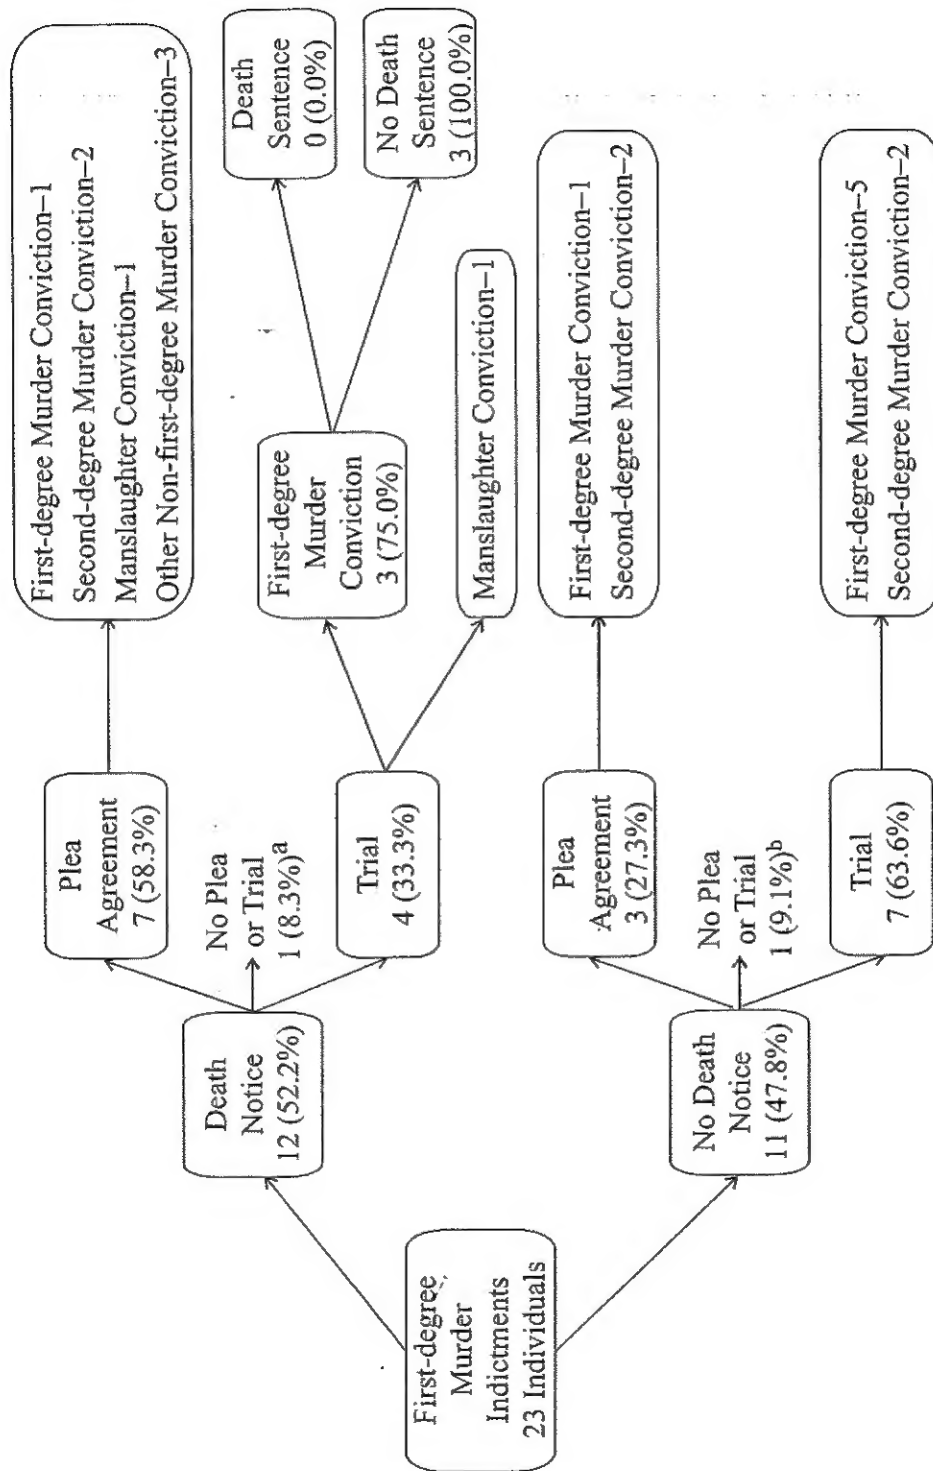 First-degree
Murder
Indictments
23 Individuals
Death
Notice
12 (52.2%)
Plea
Agreement
7 (58.3%)
First-degree Murder Conviction–1
Second-degree Murder Conviction–2
Manslaughter Conviction–1
Other Non-first-degree Murder Conviction–3
No Plea
or Trial
1 (8.3%)a
Trial
4 (33.3%)
First-degree
Murder
Conviction
3 (75.0%)
Death
Sentence
0 (0.0%)
No Death
Sentence
3 (100.0%)
Manslaughter Conviction–1
No Death
Notice
11 (47.8%)
Plea
Agreement
3 (27.3%)
First-degree Murder Conviction–1
Second-degree Murder Conviction–2
No Plea
or Trial
1 (9.1%)b
Trial
7 (63.6%)
First-degree Murder Conviction–5
Second-degree Murder Conviction–2